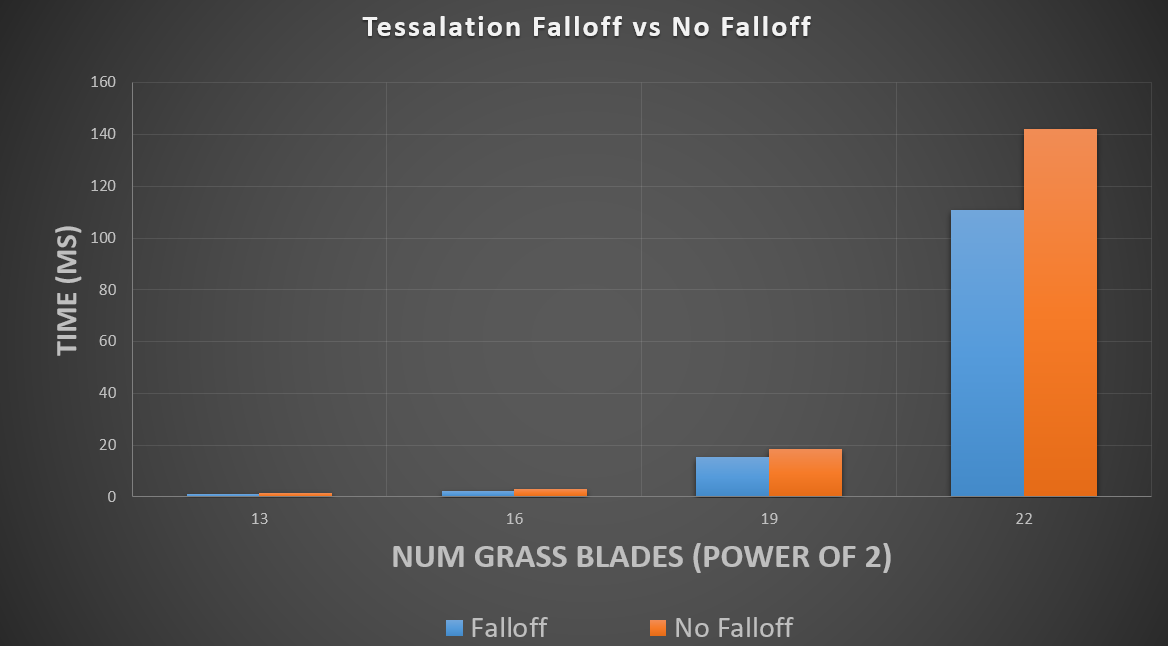 Tessalation Falloff vs No Falloff
160
140
120
100
80
60
40
20
0
TIME (MS)
13 16 19 22
NUM GRASS BLADES (POWER OF 2)
Falloff No Falloff